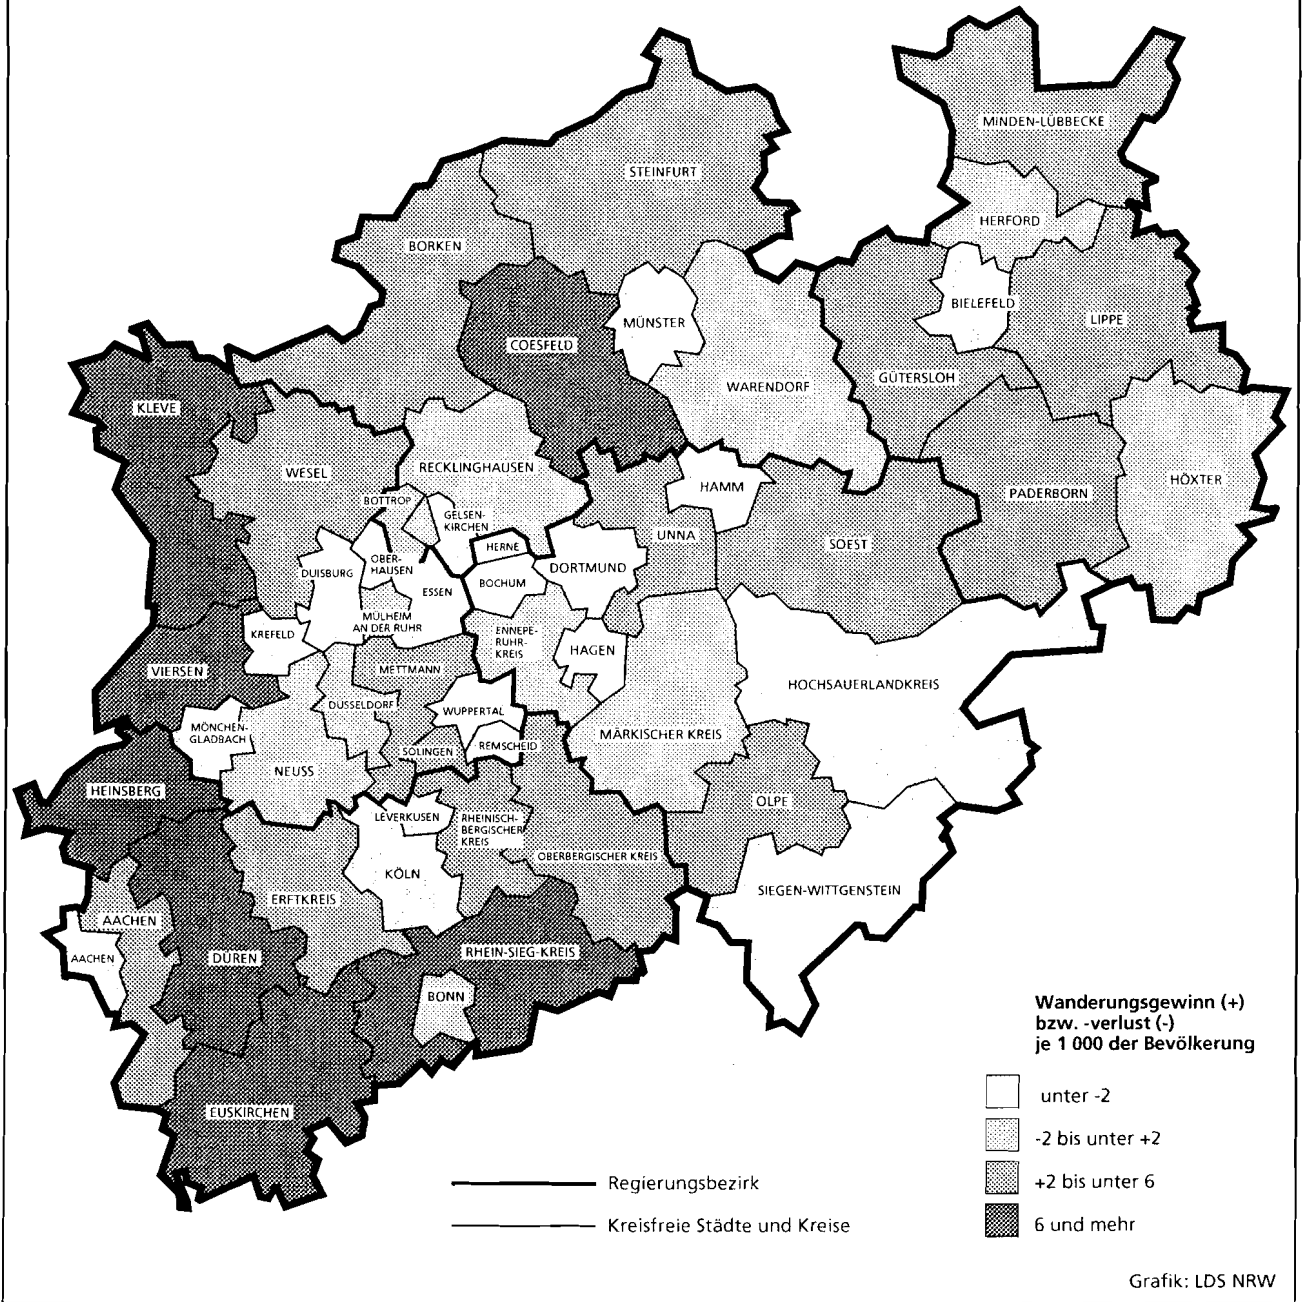 MINDEN-LÜBBECKE
STEINFURT
HERFORD
BORKEN
BIELEFELD
LIPPE
MÜNSTER
COESFELD
GÜTERSLOH
WARENDORF
KLEVE
RECKLINGHAUSEN
WESEL
HÖXTER
HAMM
PADERBORN
BOTTROP
GELSEN-
KIRCHEN
UNNA
SOEST
HERNE
OBER-
HAUSEN
DORTMUND
DUISBURG
BOCHUM
ESSEN
MÜLHEIM
AN DER RUHR
KREFELD
ENNEPE-
RUHR-
KREIS
HAGEN
VIERSEN
METTMANN
HOCHSAUERLANDKREIS
DÜSSELDORF
WUPPERTAL
MÖNCHEN-
GLADBACH
MÄRKISCHER KREIS
SOLINGEN
REMSCHEID
NEUSS
HEINSBERG
OLPE
LEVERKUSEN
RHEINISCH-
BERGISCHER
KREIS
OBERBERGISCHER KREIS
KÖLN
SIEGEN-WITTGENSTEIN
ERFTKREIS
AACHEN
AACHEN
DÜREN
RHEIN-SIEG-KREIS
BONN
EUSKIRCHEN
Wanderungsgewinn (+)
bzw. -verlust (-)
je 1 000 der Bevölkerung
unter -2
-2 bis unter +2
+2 bis unter 6
6 und mehr
Regierungsbezirk
Kreisfreie Städte und Kreise
Grafik: LDS NRW